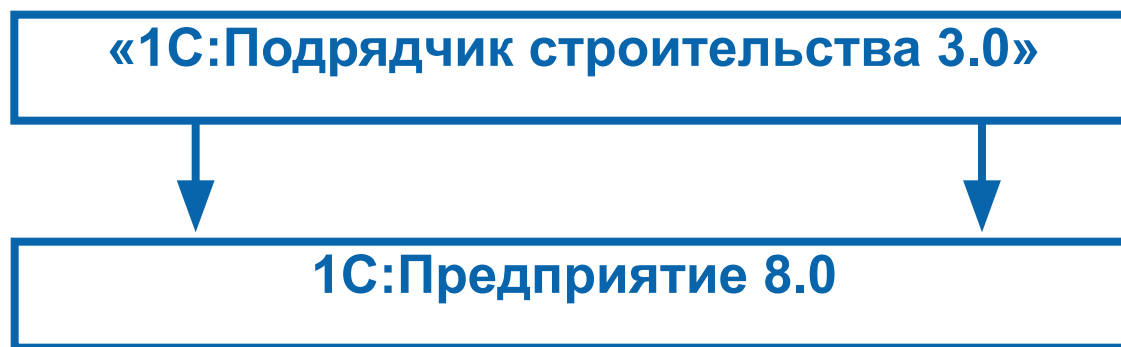 «1С:Подрядчик строительства 3.0»
1С:Предприятие 8.0